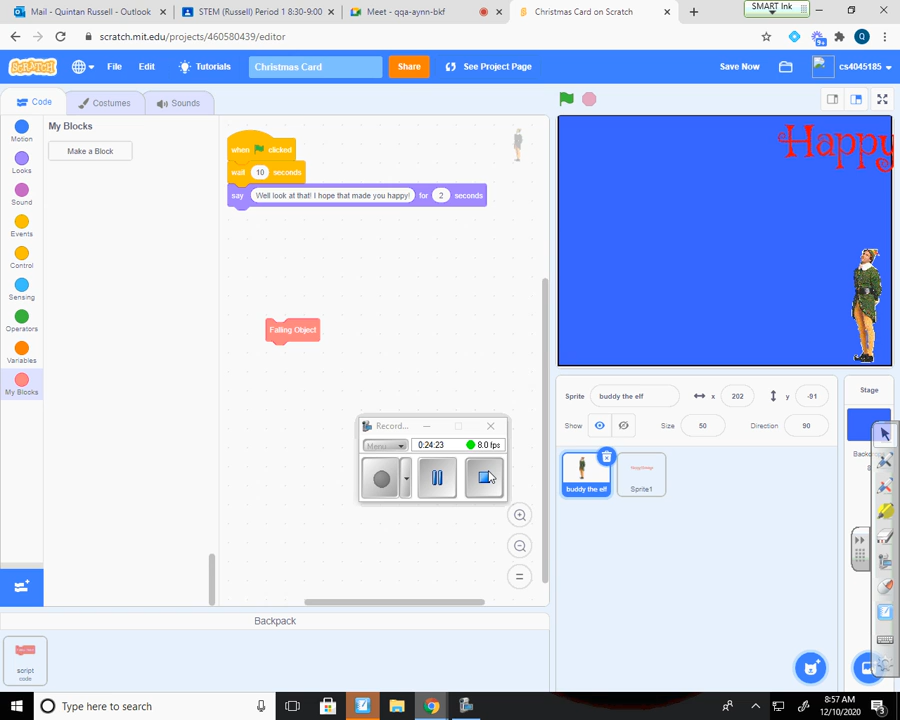 Mail - Quintan Russell - Outlook
STEM (Russell) Period 1 8:30-9:00
Meet - qqa-aynn-bkf
Christmas Card on Scratch
SMART Ink
scratch.mit.edu/projects/460580439/editor
9+
Q
SCRATCH
File
Edit
Tutorials
Christmas Card
Share
See Project Page
Save Now
cs4045185
Code
Costumes
Sounds
Motion
Looks
Sound
Events
Control
Sensing
Operators
Variables
My Blocks
My Blocks
Make a Block
when clicked
wait 10 seconds
say Well look at that! I hope that made you happy! for 2 seconds
Falling Object
Happy
Record...
Menu
0:24:23
8.0 fps
Sprite
buddy the elf
x
202
y
-91
Show
Size
50
Direction
90
buddy the elf
Sprite1
Stage
Backpack
script
code
Type here to search
8:57 AM
12/10/2020
3